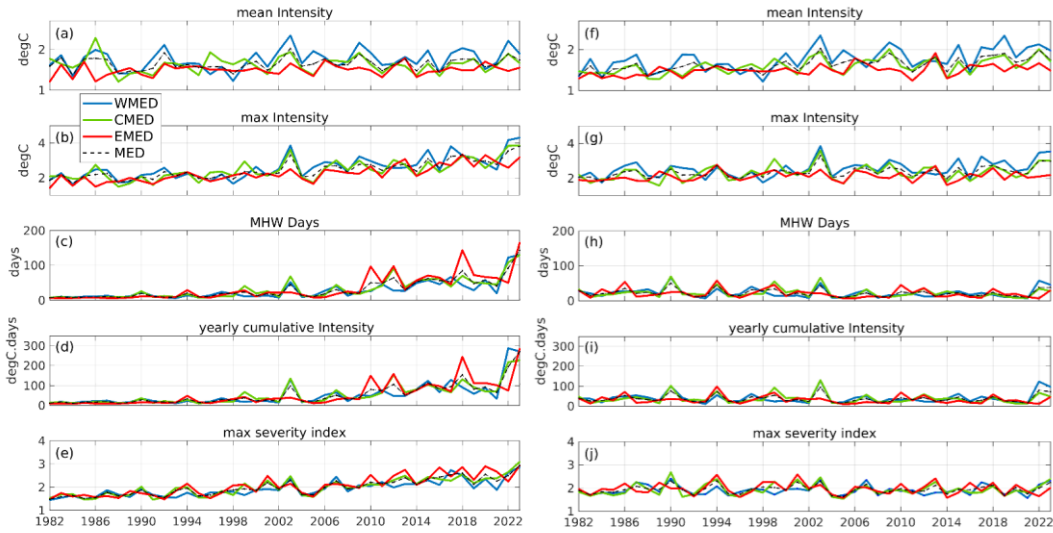 mean Intensity
(a)
degC
2
1
WMED
CMED
EMED
MED
max Intensity
(b)
degC
4
2
MHW Days
(c)
days
200
100
0
yearly cumulative Intensity
(d)
degC.days
300
200
100
0
max severity index
(e)
4
3
2
1
1982 1986 1990 1994 1998 2002 2006 2010 2014 2018 2022
mean Intensity
(f)
degC
2
1
max Intensity
(g)
degC
4
2
MHW Days
(h)
days
200
100
0
yearly cumulative Intensity
(i)
degC.days
300
200
100
0
max severity index
(j)
4
3
2
1
1982 1986 1990 1994 1998 2002 2006 2010 2014 2018 2022